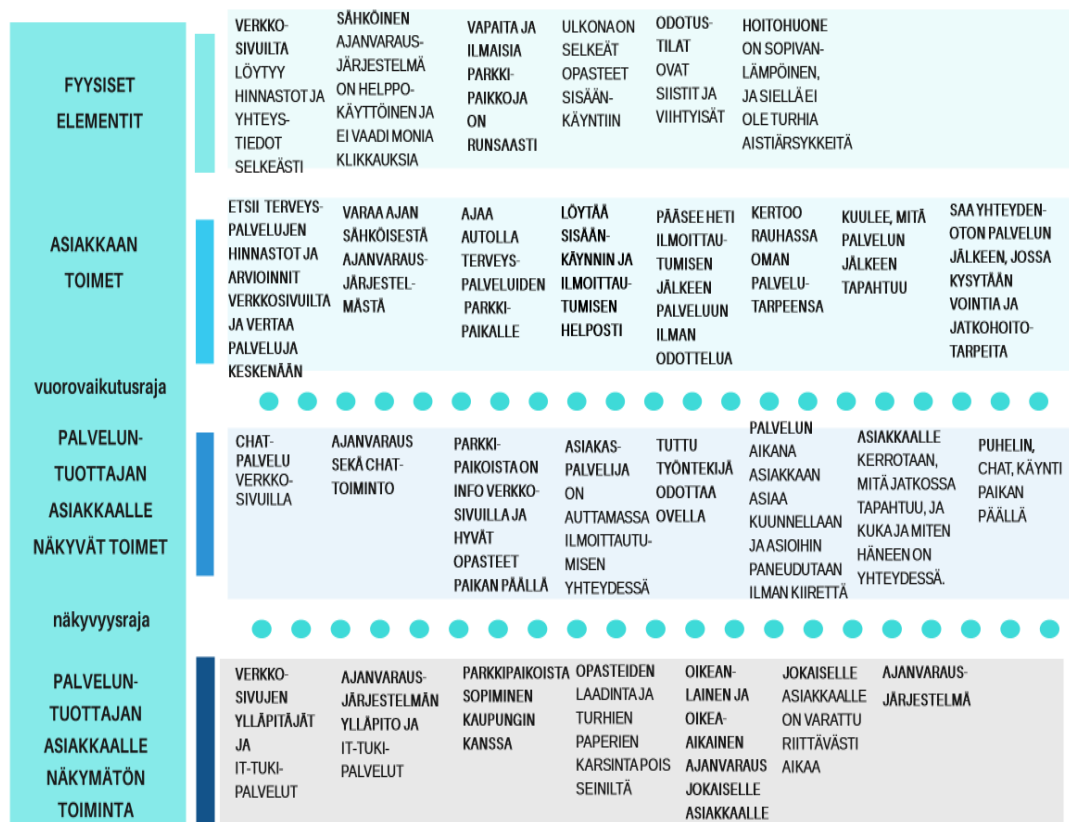 FYYSISET
ELEMENTIT
VERKKO-
SIVUILTA
LÖYTYY
HINNASTOT JA
YHTEYS-
TIEDOT
SELKEÄSTI
SÄHKÖINEN
AJANVARAUS-
JÄRJESTELMÄ
ON HELPPO-
KÄYTTÖINEN JA
EI VAADI MONIA
KLIKKAUKSIA
VAPAITA JA
ILMAISIA
PARKKI-
PAIKKOJA
ON
RUNSAASTI
ULKONA ON
SELKEÄT
OPASTEET
SISÄÄN-
KÄYNTIIN
ODOTUS-
TILAT
OVAT
SIISTIT JA
VIIHTYISÄT
HOITOHUONE
ON SOPIVAN-
LÄMPÖINEN,
JA SIELLÄ EI
OLE TURHIA
AISTIÄRSYKKEITÄ
ASIAKKAAN
TOIMET
ETSII TERVEYS-
PALVELUJEN
HINNASTOT JA
ARVIOINNIT
VERKKOSIVUILTA
JA VERTAA
PALVELUJA
KESKENÄÄN
VARAA AJAN
SÄHKÖISESTÄ
AJANVARAUS-
JÄRJESTEL-
MÄSTÄ
AJAA
AUTOLLA
TERVEYS-
PALVELUIDEN
PARKKI-
PAIKALLE
LÖYTÄÄ
SISÄÄN-
KÄYNNIN JA
ILMOITTAU-
TUMISEN
HELPOSTI
PÄÄSEE HETI
ILMOITTAU-
TUMISEN
JÄLKEEN
PALVELUUN
ILMAN
ODOTTELUA
KERTOO
RAUHASSA
OMAN
PALVELU-
TARPEENSA
KUULEE, MITÄ
PALVELUN
JÄLKEEN
TAPAHTUU
SAA YHTEYDEN-
OTON PALVELUN
JÄLKEEN, JOSSA
KYSYTÄÄN
VOINTIA JA
JATKOHOITO-
TARPEITA
vuorovaikutusraja
PALVELUN-
TUOTTAJAN
ASIAKKAALLE
NÄKYVÄT TOIMET
CHAT-
PALVELU
VERKKO-
SIVUILLA
AJANVARAUS
SEKÄ CHAT-
TOIMINTO
PARKKI-
PAIKOISTA ON
INFO VERKKO-
SIVUILLA JA
HYVÄT
OPASTEET
PAIKAN PÄÄLLÄ
ASIAKAS-
PALVELIJA
ON
AUTTAMASSA
ILMOITTAUTU-
MISEN
YHTEYDESSÄ
TUTTU
TYÖNTEKIJÄ
ODOTTAA
OVELLA
PALVELUN
AIKANA
ASIAKKAAN
ASIAA
KUUNNELLAAN
JA ASIOIHIN
PANEUDUTAAN
ILMAN KIIRETTÄ
ASIAKKAALLE
KERROTAAN,
MITÄ JATKOSSA
TAPAHTUU, JA
KUKA JA MITEN
HÄNEEN ON
YHTEYDESSÄ.
PUHELIN,
CHAT, KÄYNTI
PAIKAN
PÄÄLLÄ
näkyvyysraja
PALVELUN-
TUOTTAJAN
ASIAKKAALLE
NÄKYMÄTÖN
TOIMINTA
VERKKO-
SIVUJEN
YLLÄPITÄJÄT
JA
IT-TUKI-
PALVELUT
AJANVARAUS-
JÄRJESTELMÄN
YLLÄPITO JA
IT-TUKI-
PALVELUT
PARKKIPAIKOISTA
SOPIMINEN
KAUPUNGIN
KANSSA
OPASTEIDEN
LAADINTA JA
TURHIEN
PAPERIEN
KARSINTA POIS
SEINILTÄ
OIKEAN-
LAINEN JA
OIKEA-
AIKAINEN
AJANVARAUS
JOKAISELLE
ASIAKKAALLE
JOKAISELLE
ASIAKKAALLE
ON VARATTU
RIITTÄVÄSTI
AIKAA
AJANVARAUS-
JÄRJESTELMÄ